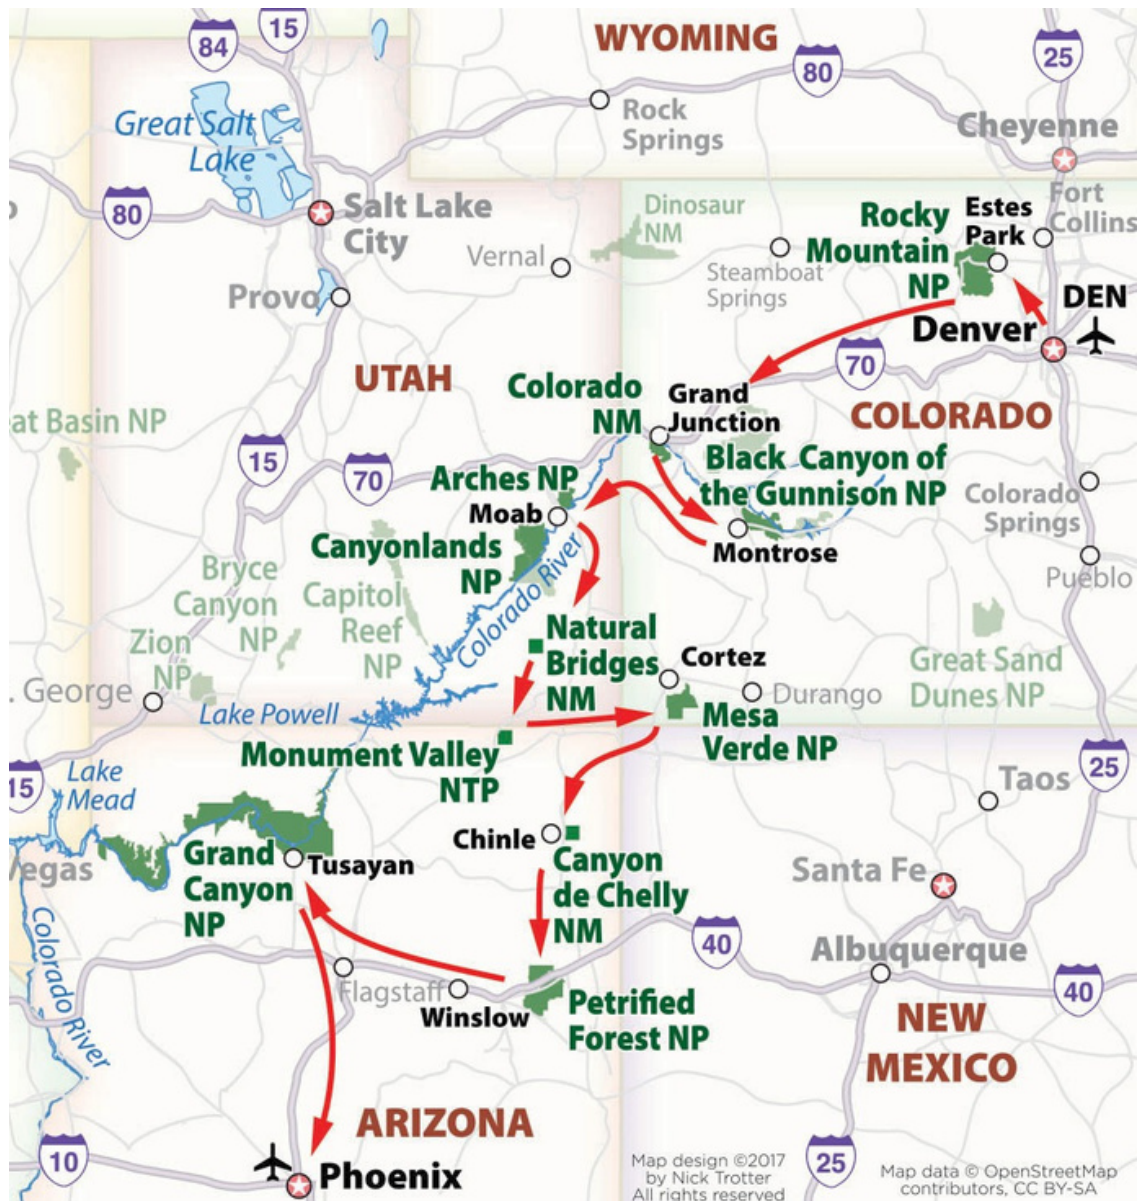 84
15
WYOMING
80
25
Rock
Springs
Cheyenne
Great Salt
Lake
80
Salt Lake
City
Dinosaur
NM
Rocky
Mountain
NP
Estes
Park
Fort
Collins
Vernal
Steamboat
Springs
Provo
DEN
Denver
70
UTAH
Colorado
NM
Grand
Junction
COLORADO
at Basin NP
15
70
Arches NP
Moab
Black Canyon of
the Gunnison NP
Colorado
Springs
Canyonlands
NP
Montrose
Pueblo
Bryce
Canyon
NP
Capitol
Reef
NP
Colorado River
Zion
NP
Natural
Bridges
NM
Cortez
Durango
Great Sand
Dunes NP
. George
Lake Powell
Mesa
Verde NP
Monument Valley
NTP
15
Lake
Mead
25
Taos
Chinle
Vegas
Grand
Canyon
NP
Tusayan
Canyon
de Chelly
NM
Santa Fe
40
Albuquerque
40
Colorado River
Flagstaff
Winslow
Petrified
Forest NP
NEW
MEXICO
ARIZONA
10
Phoenix
25
Map design ©2017
by Nick Trotter
All rights reserved
Map data © OpenStreetMap
contributors, CC BY-SA